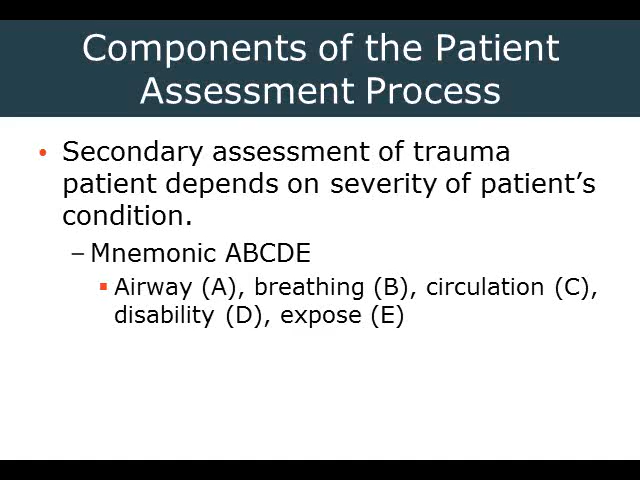 Components of the Patient
Assessment Process
• Secondary assessment of trauma
patient depends on severity of patient's
condition.
– Mnemonic ABCDE
▪ Airway (A), breathing (B), circulation (C),
disability (D), expose (E)